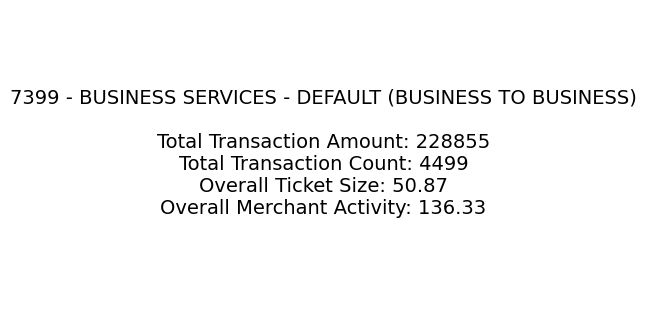 7399 - BUSINESS SERVICES - DEFAULT (BUSINESS TO BUSINESS)
Total Transaction Amount: 228855
Total Transaction Count: 4499
Overall Ticket Size: 50.87
Overall Merchant Activity: 136.33